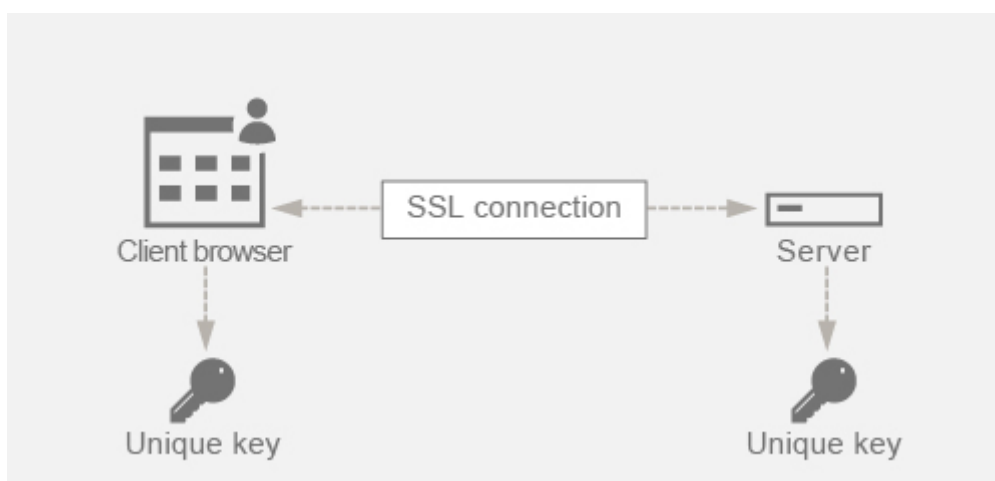 SSL connection
Client browser
Server
Unique key
Unique key